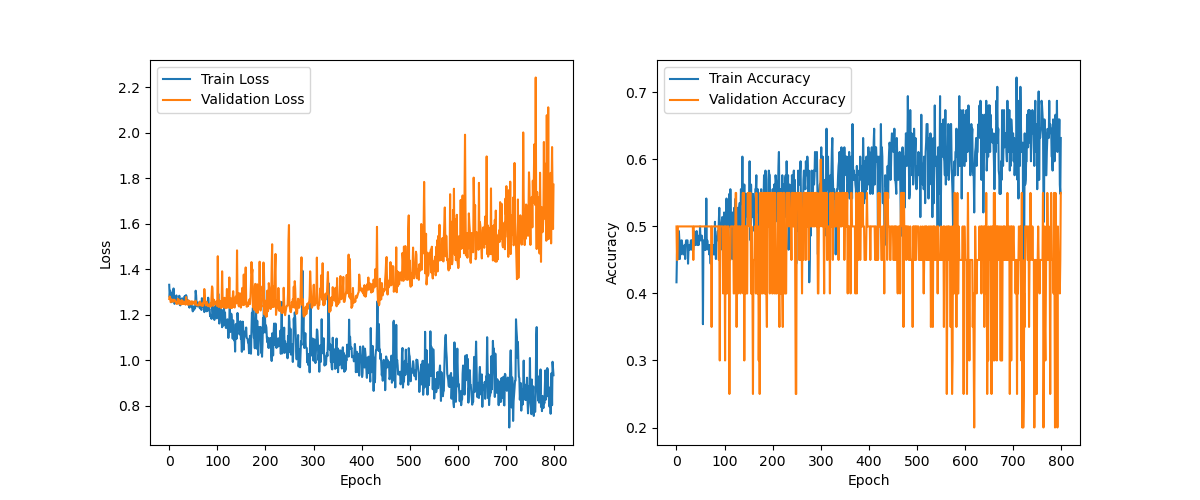 Train Loss
Validation Loss
2.2
2.0
1.8
1.6
1.4
1.2
1.0
0.8
Loss
0 100 200 300 400 500 600 700 800
Epoch
Train Accuracy
Validation Accuracy
0.7
0.6
0.5
0.4
0.3
0.2
Accuracy
0 100 200 300 400 500 600 700 800
Epoch